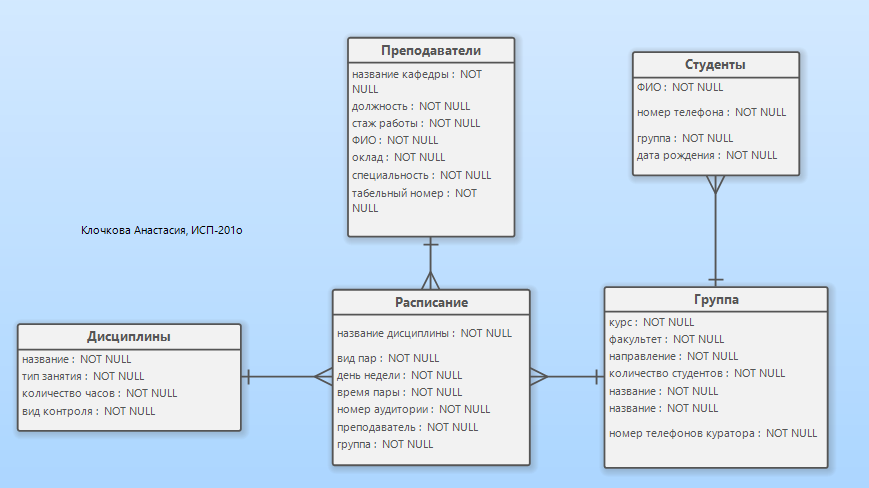 Преподаватели
название кафедры : NOT
NULL
должность : NOT NULL
стаж работы : NOT NULL
ФИО : NOT NULL
оклад : NOT NULL
специальность : NOT NULL
табельный номер : NOT
NULL
Студенты
ФИО : NOT NULL
номер телефона : NOT NULL
группа : NOT NULL
дата рождения : NOT NULL
Клочкова Анастасия, ИСП-201о
Дисциплины
название : NOT NULL
тип занятия : NOT NULL
количество часов : NOT NULL
вид контроля : NOT NULL
Расписание
название дисциплины : NOT NULL
вид пар : NOT NULL
день недели : NOT NULL
время пары : NOT NULL
номер аудитории : NOT NULL
преподаватель : NOT NULL
группа : NOT NULL
Группа
курс : NOT NULL
факультет : NOT NULL
направление : NOT NULL
количество студентов : NOT NULL
название : NOT NULL
название : NOT NULL
номер телефонов куратора : NOT NULL